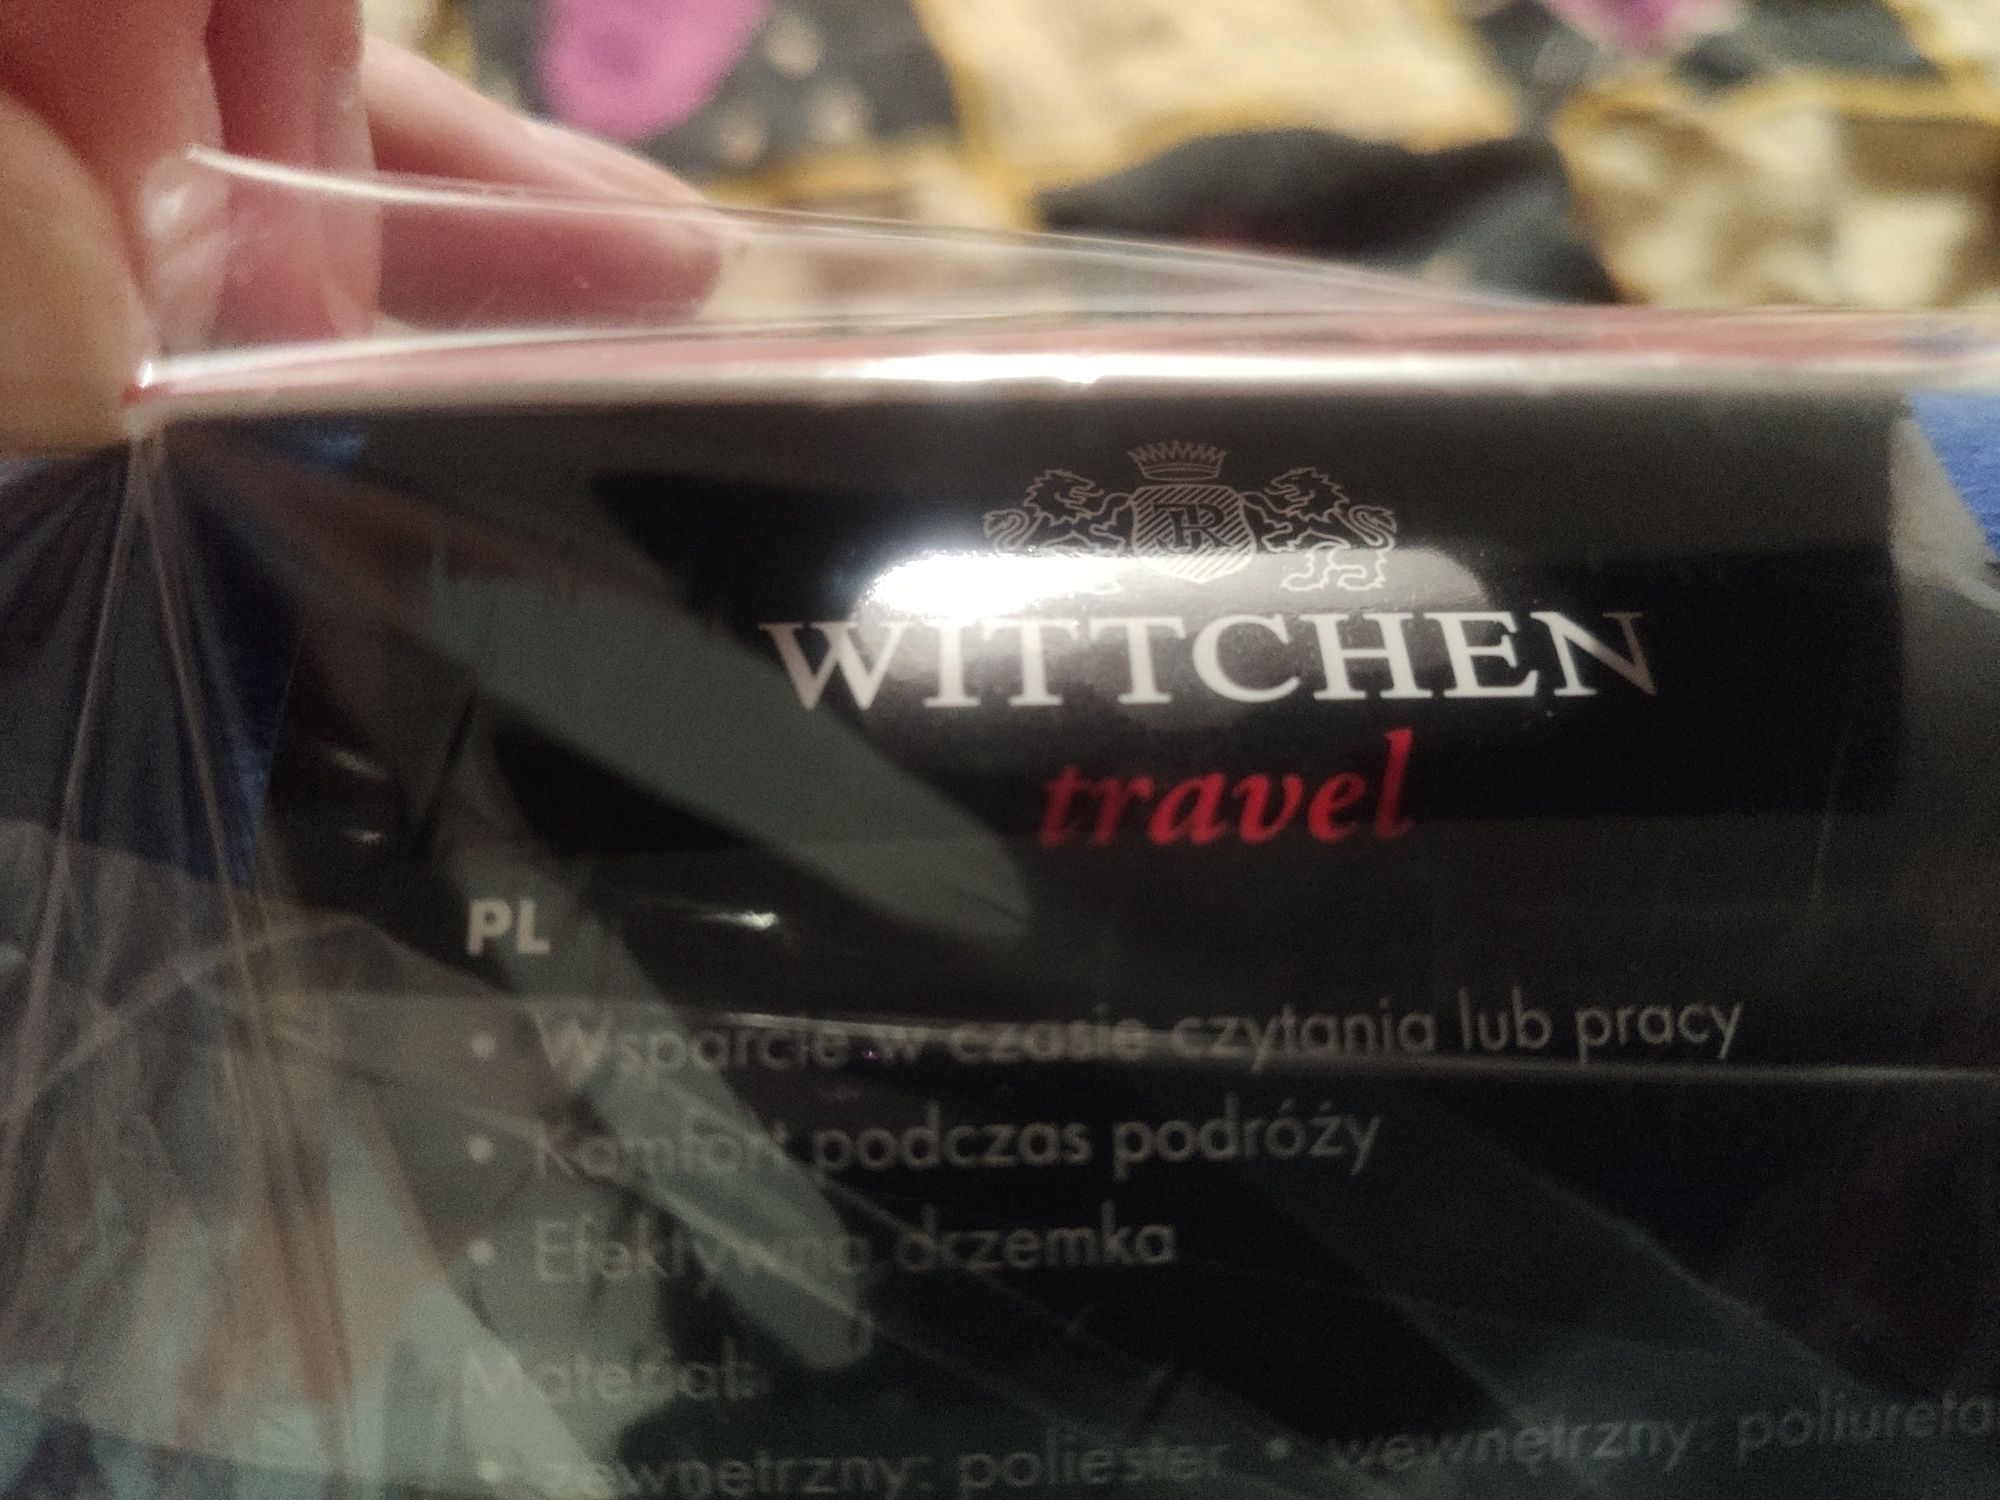 WITTCHEN
travel
PL
• Wsparcie w czasie czytania lub pracy
• Komfort podczas podróży
• Efektywna drzemka
Materiał:
• zewnętrzny: poliester • wewnętrzny: poliureta